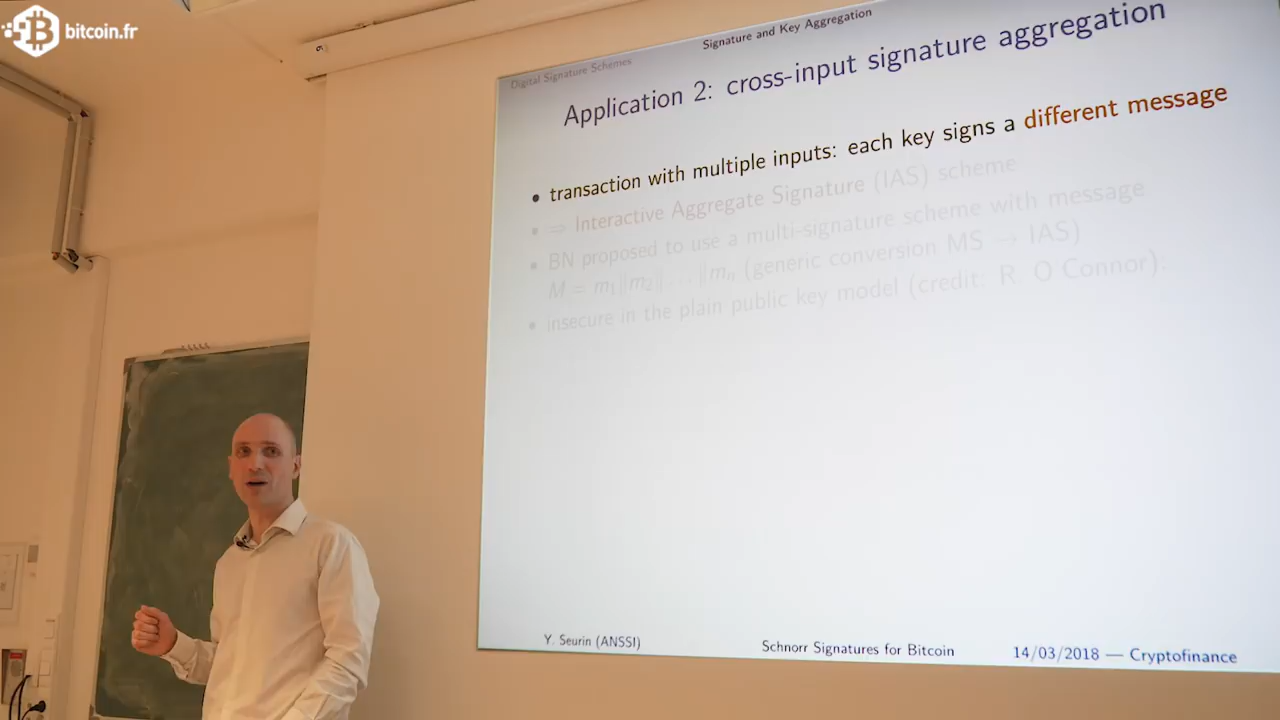 bitcoin.fr
Signature and Key Aggregation
Digital Signature Schemes
Application 2: cross-input signature aggregation
• transaction with multiple inputs: each key signs a different message
• ⇒ Interactive Aggregate Signature (IAS) scheme
• BN proposed to use a multi-signature scheme with message
M = m₁‖m₂‖...‖mₙ (generic conversion MS → IAS)
• insecure in the plain public key model (credit: R. O Connor):
Y. Seurin (ANSSI)
Schnorr Signatures for Bitcoin
14/03/2018 — Cryptofinance